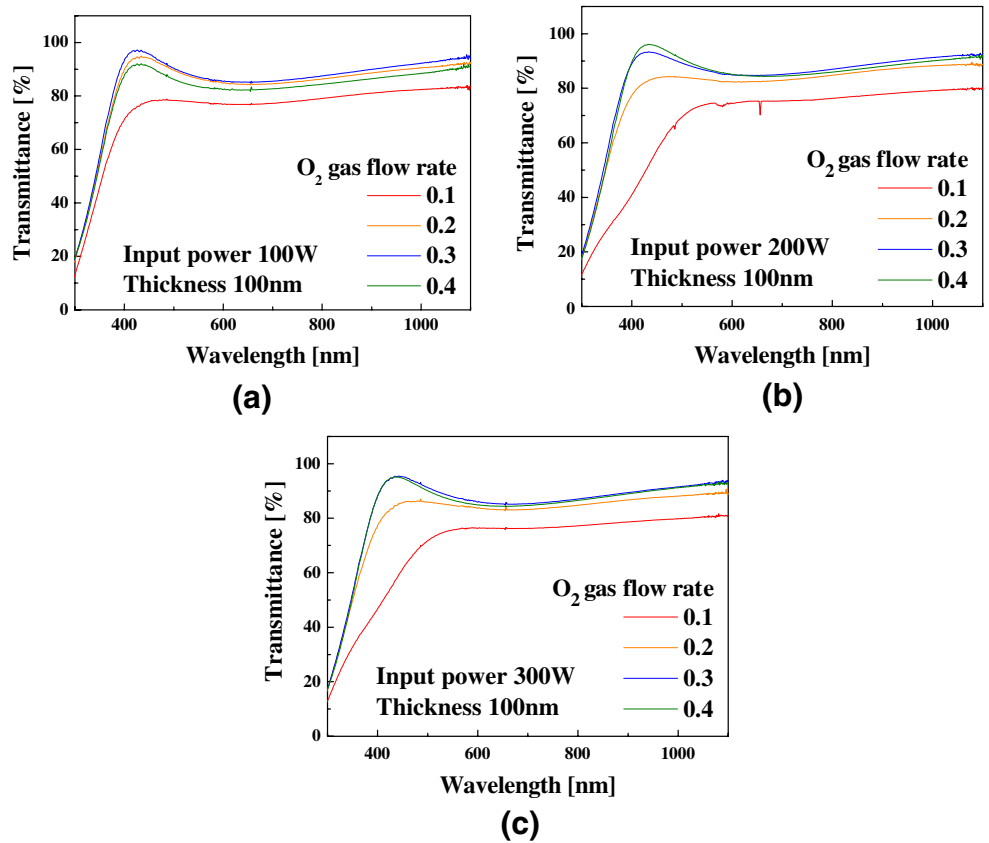 Transmittance [%]
100
80
60
40
20
0
400
600
800
1000
Wavelength [nm]
O2 gas flow rate
0.1
0.2
0.3
0.4
Input power 100W
Thickness 100nm
(a)
Transmittance [%]
100
80
60
40
20
0
400
600
800
1000
Wavelength [nm]
O2 gas flow rate
0.1
0.2
0.3
0.4
Input power 200W
Thickness 100nm
(b)
Transmittance [%]
100
80
60
40
20
0
400
600
800
1000
Wavelength [nm]
O2 gas flow rate
0.1
0.2
0.3
0.4
Input power 300W
Thickness 100nm
(c)